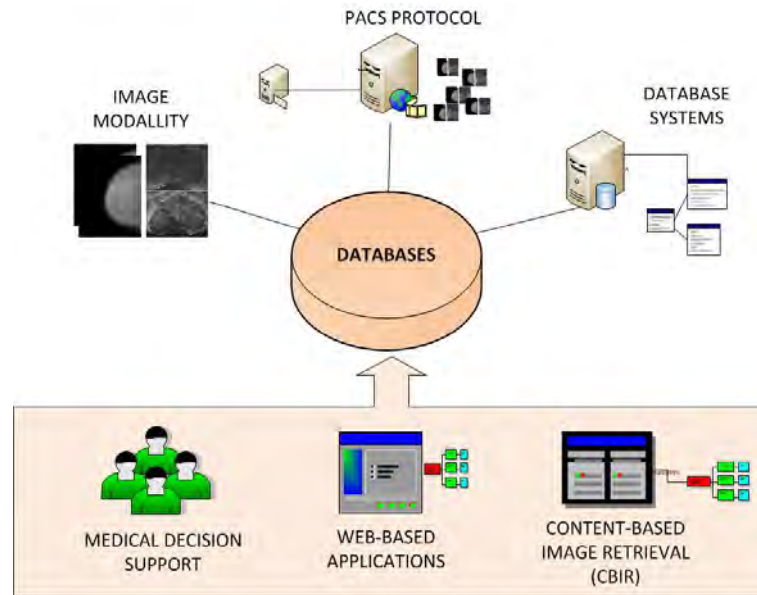 PACS PROTOCOL
IMAGE
MODALLITY
DATABASE
SYSTEMS
DATABASES
MEDICAL DECISION
SUPPORT
WEB-BASED
APPLICATIONS
CONTENT-BASED
IMAGE RETRIEVAL
(CBIR)